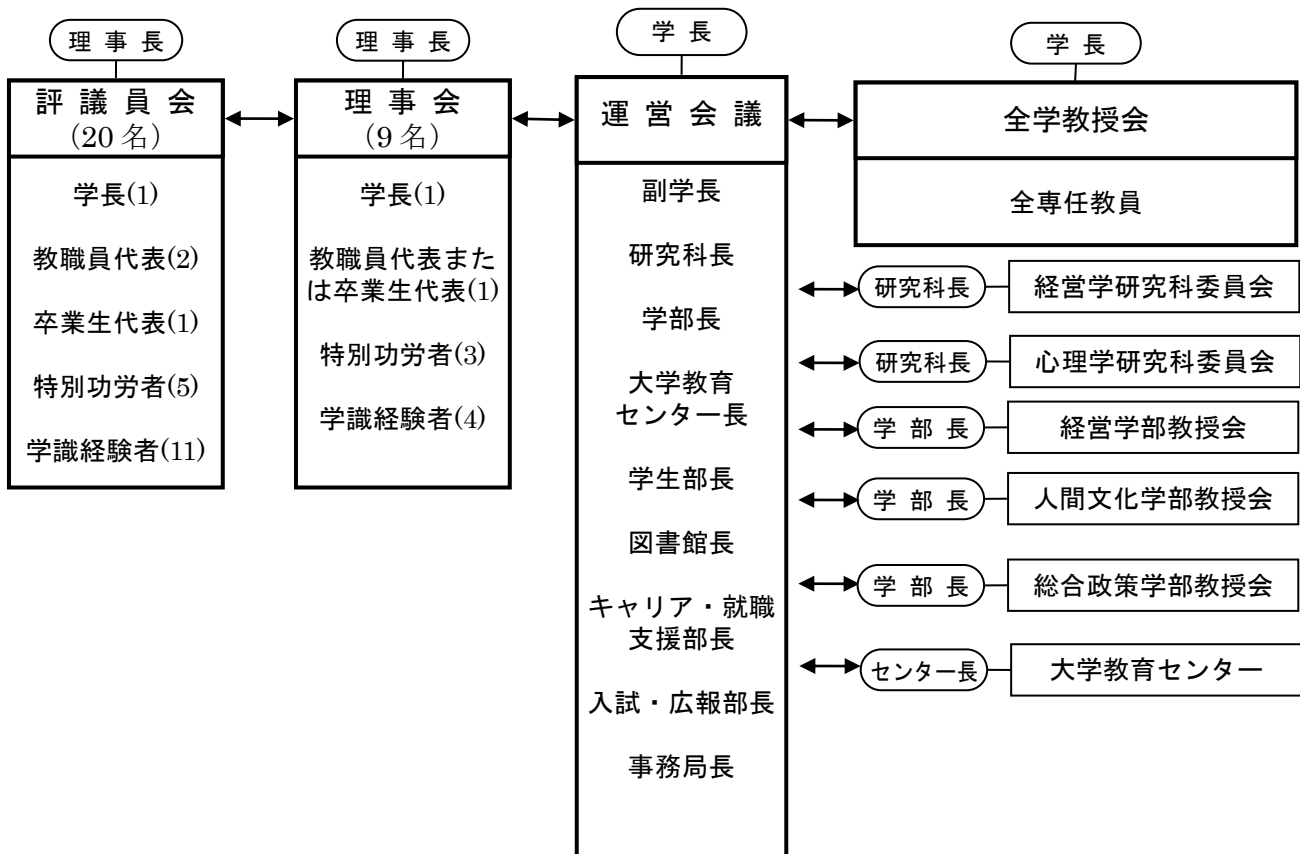 理 事 長
評 議 員 会
（20 名）
学長(1)
教職員代表(2)
卒業生代表(1)
特別功労者(5)
学識経験者(11)
理 事 長
理 事 会
（9 名）
学長(1)
教職員代表また
は卒業生代表(1)
特別功労者(3)
学識経験者(4)
学 長
運 営 会 議
副学長
研究科長
学部長
大学教育
センター長
学生部長
図書館長
キャリア・就職
支援部長
入試・広報部長
事務局長
学 長
全学教授会
全専任教員
研究科長
経営学研究科委員会
研究科長
心理学研究科委員会
学 部 長
経営学部教授会
学 部 長
人間文化学部教授会
学 部 長
総合政策学部教授会
センター長
大学教育センター